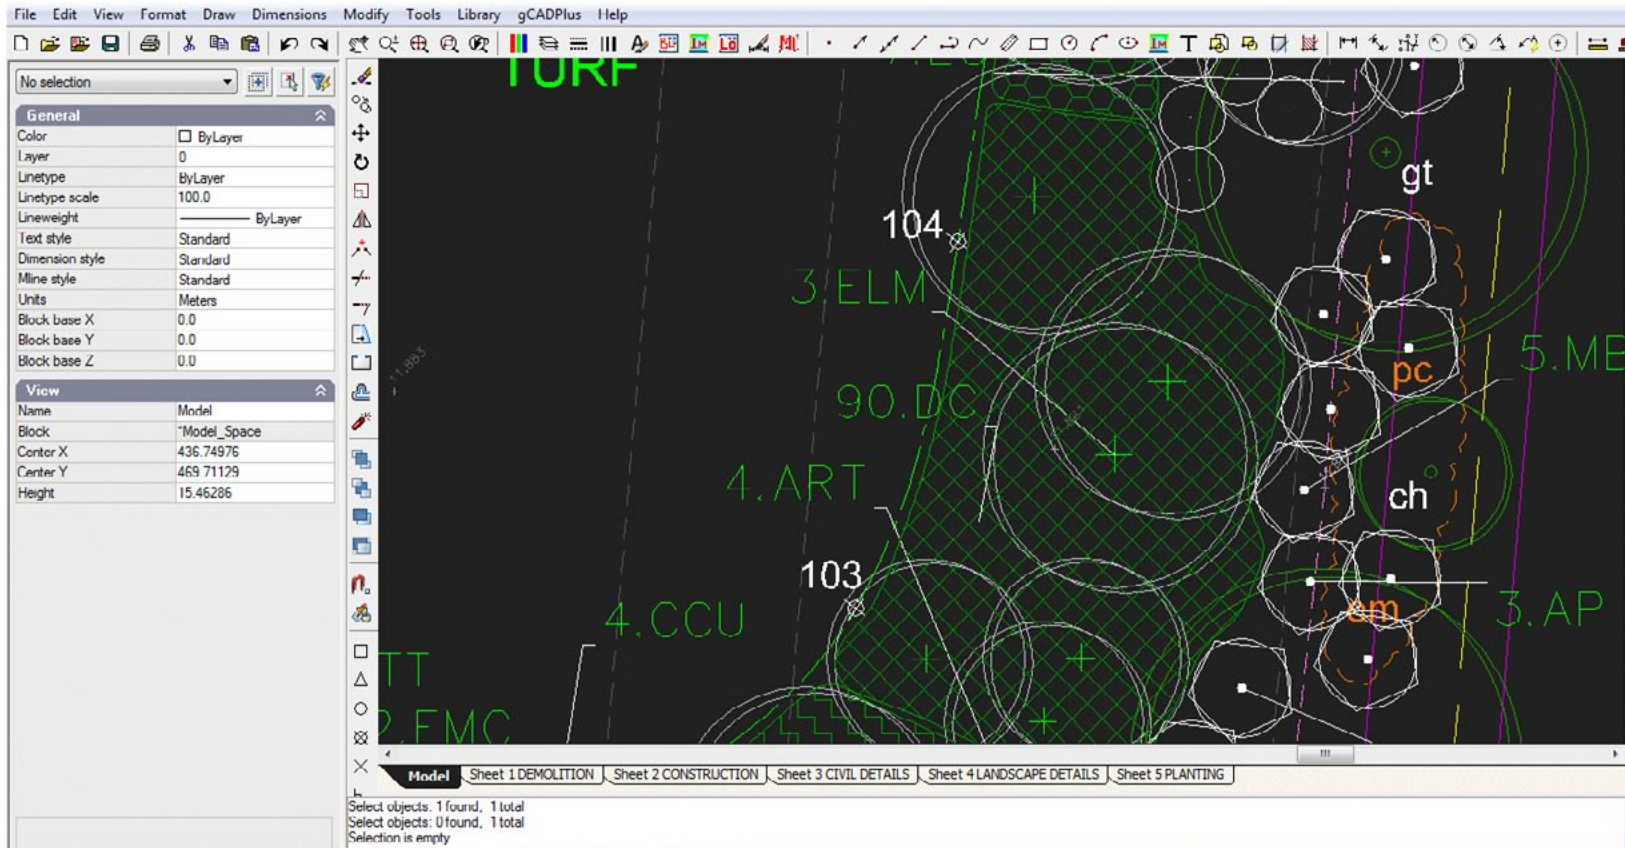 File Edit View Format Draw Dimensions Modify Tools Library gCADPlus Help
No selection
General
Color ByLayer
Layer 0
Linetype ByLayer
Linetype scale 100.0
Lineweight ByLayer
Text style Standard
Dimension style Standard
Mline style Standard
Units Meters
Block base X 0.0
Block base Y 0.0
Block base Z 0.0
View
Name Model
Block *Model_Space
Center X 436.74976
Center Y 469.71129
Height 15.46286
TURF
gt
104
3.ELM
11.883
pc
5.MB
90.DC
4.ART
ch
103
4.CCU
am
3.AP
TT
2.EMC
Model Sheet 1 DEMOLITION Sheet 2 CONSTRUCTION Sheet 3 CIVIL DETAILS Sheet 4 LANDSCAPE DETAILS Sheet 5 PLANTING
Select objects: 1 found, 1 total
Select objects: 0 found, 1 total
Selection is empty